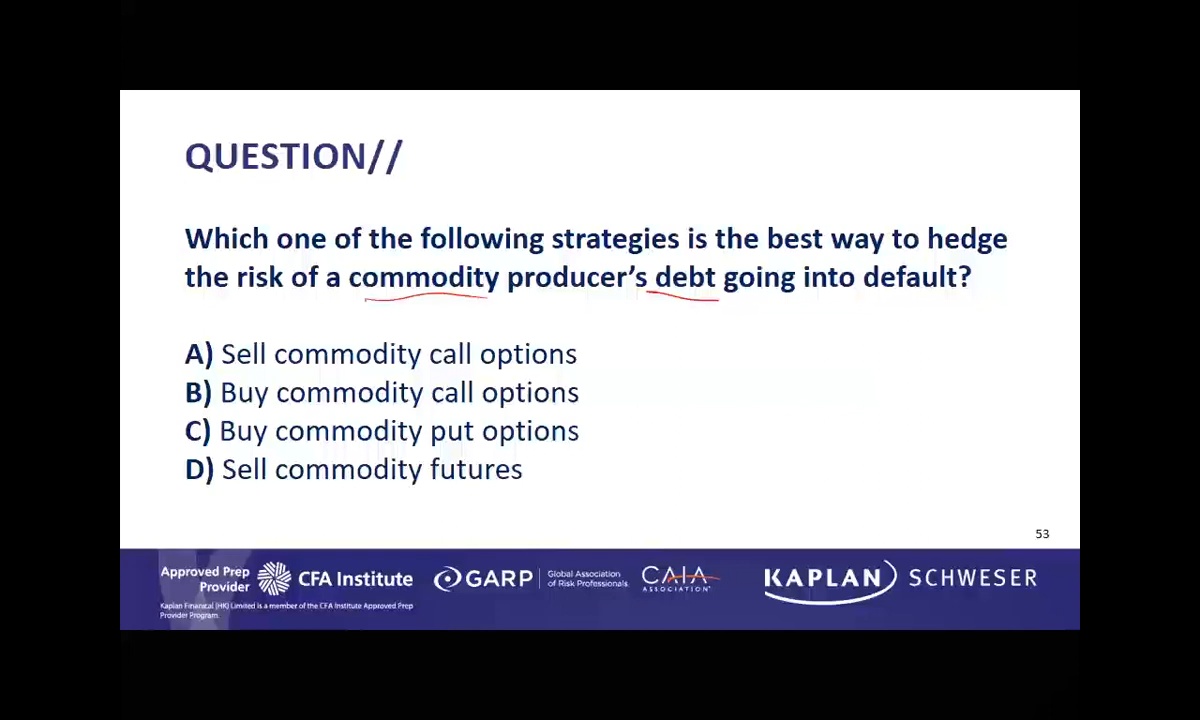 QUESTION//
Which one of the following strategies is the best way to hedge
the risk of a commodity producer's debt going into default?
A) Sell commodity call options
B) Buy commodity call options
C) Buy commodity put options
D) Sell commodity futures
53
Approved Prep
Provider
CFA Institute
GARP
Global Association
of Risk Professionals
CAIA
ASSOCIATION
KAPLAN
SCHWESER
Kaplan Financial (HK) Limited is a member of the CFA Institute Approved Prep
Provider Program.